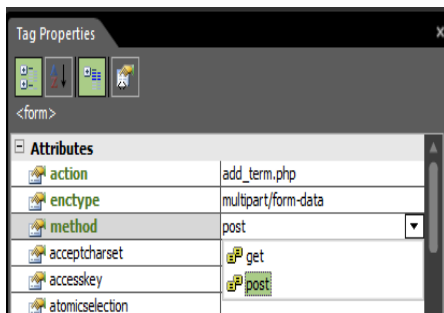 Tag Properties
x
<form>
Attributes
action add_term.php
enctype multipart/form-data
method post
acceptcharset get
accesskey post
atomicselection